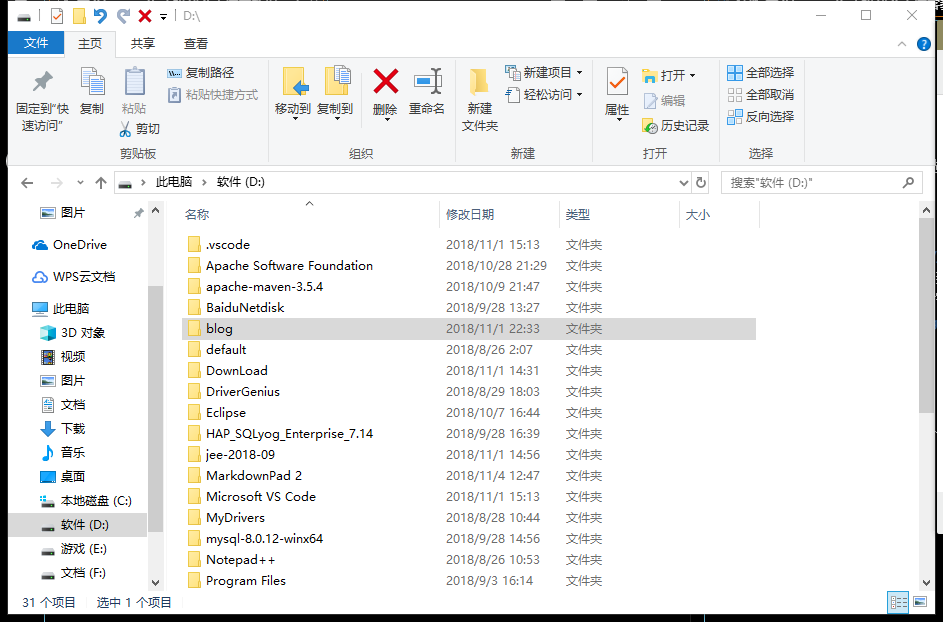 D:\
文件 主页 共享 查看
固定到"快速访问"
复制
粘贴
复制路径
粘贴快捷方式
剪切
剪贴板
移动到 复制到 删除 重命名
组织
新建文件夹
新建项目
轻松访问
新建
属性
打开
编辑
历史记录
打开
全部选择
全部取消
反向选择
选择
此电脑 > 软件 (D:)
搜索"软件 (D:)"
图片
OneDrive
WPS云文档
此电脑
3D 对象
视频
图片
文档
下载
音乐
桌面
本地磁盘 (C:)
软件 (D:)
游戏 (E:)
文档 (F:)
名称 修改日期 类型 大小
.vscode 2018/11/1 15:13 文件夹
Apache Software Foundation 2018/10/28 21:29 文件夹
apache-maven-3.5.4 2018/10/9 21:47 文件夹
BaiduNetdisk 2018/9/28 13:27 文件夹
blog 2018/11/1 22:33 文件夹
default 2018/8/26 2:07 文件夹
DownLoad 2018/11/1 14:31 文件夹
DriverGenius 2018/8/29 18:03 文件夹
Eclipse 2018/10/7 16:44 文件夹
HAP_SQLyog_Enterprise_7.14 2018/9/28 16:39 文件夹
jee-2018-09 2018/11/1 14:56 文件夹
MarkdownPad 2 2018/11/4 12:47 文件夹
Microsoft VS Code 2018/11/1 15:13 文件夹
MyDrivers 2018/8/28 10:44 文件夹
mysql-8.0.12-winx64 2018/9/28 14:56 文件夹
Notepad++ 2018/8/26 10:53 文件夹
Program Files 2018/9/3 16:14 文件夹
31 个项目 选中 1 个项目